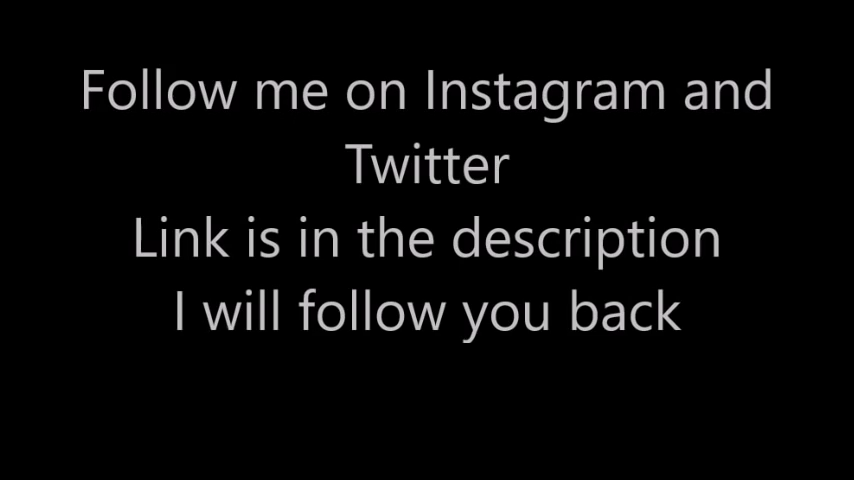 Follow me on Instagram and
Twitter
Link is in the description
I will follow you back